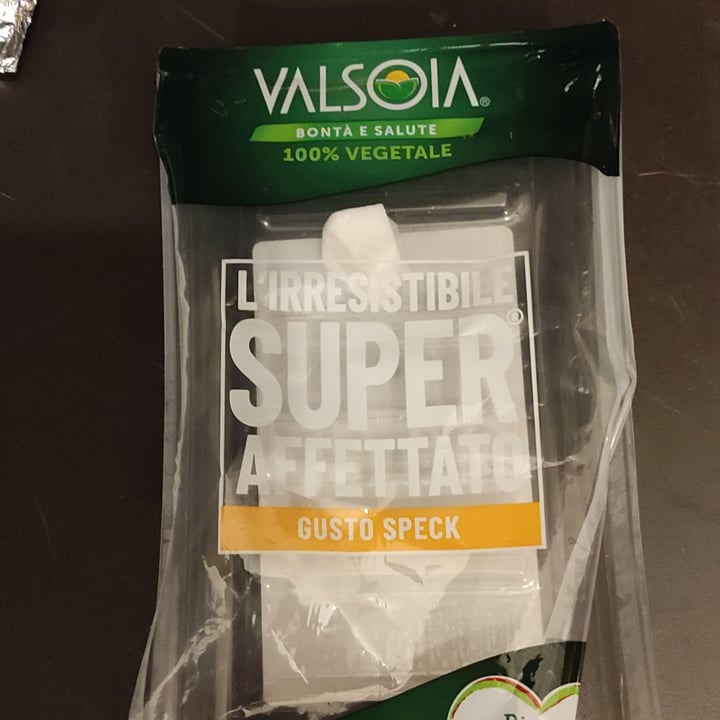 VALSOIA®
BONTÀ E SALUTE
100% VEGETALE
L'IRRESISTIBILE
SUPER®
AFFETTATO
GUSTO SPECK